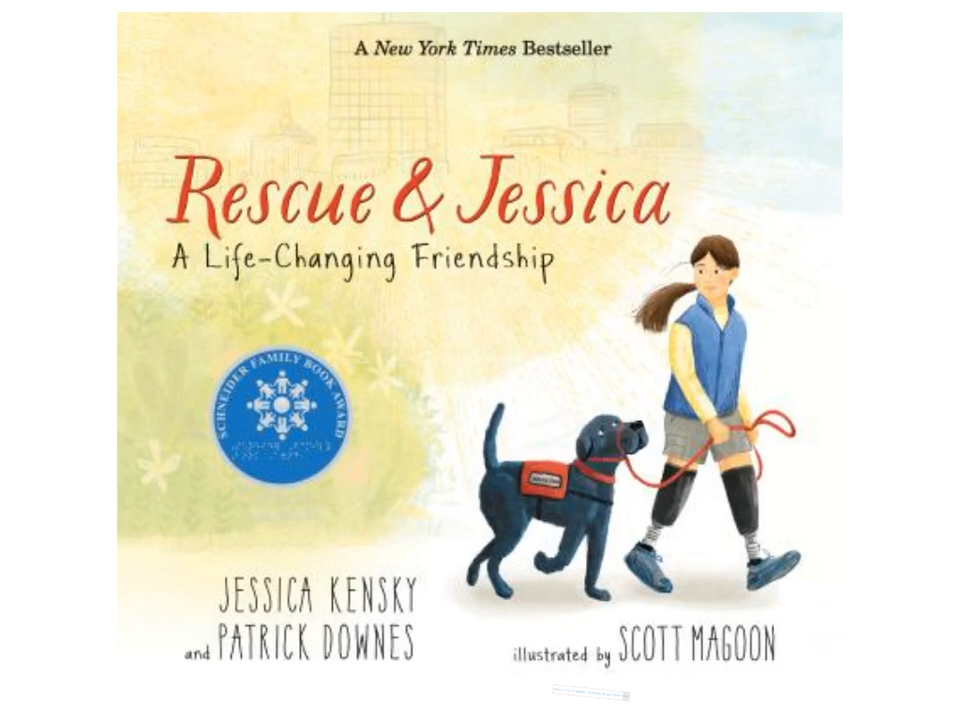 A New York Times Bestseller
Rescue & Jessica
A Life-Changing Friendship
SCHNEIDER FAMILY BOOK AWARD
JESSICA KENSKY
and PATRICK DOWNES
illustrated by SCOTT MAGOON